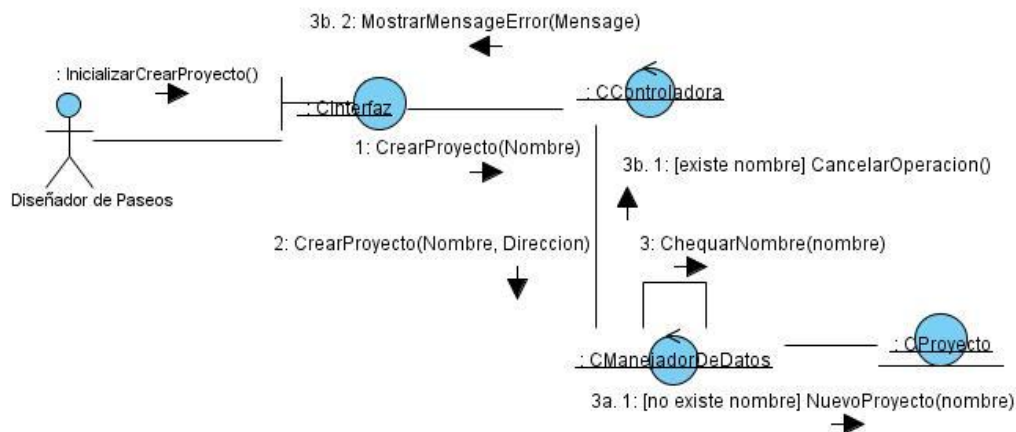 3b. 2: MostrarMensageError(Mensage)
: InicializarCrearProyecto()
: CInterfaz
: CControladora
1: CrearProyecto(Nombre)
3b. 1: [existe nombre] CancelarOperacion()
Diseñador de Paseos
2: CrearProyecto(Nombre, Direccion)
3: ChequarNombre(nombre)
: CManejadorDeDatos
: CProyecto
3a. 1: [no existe nombre] NuevoProyecto(nombre)